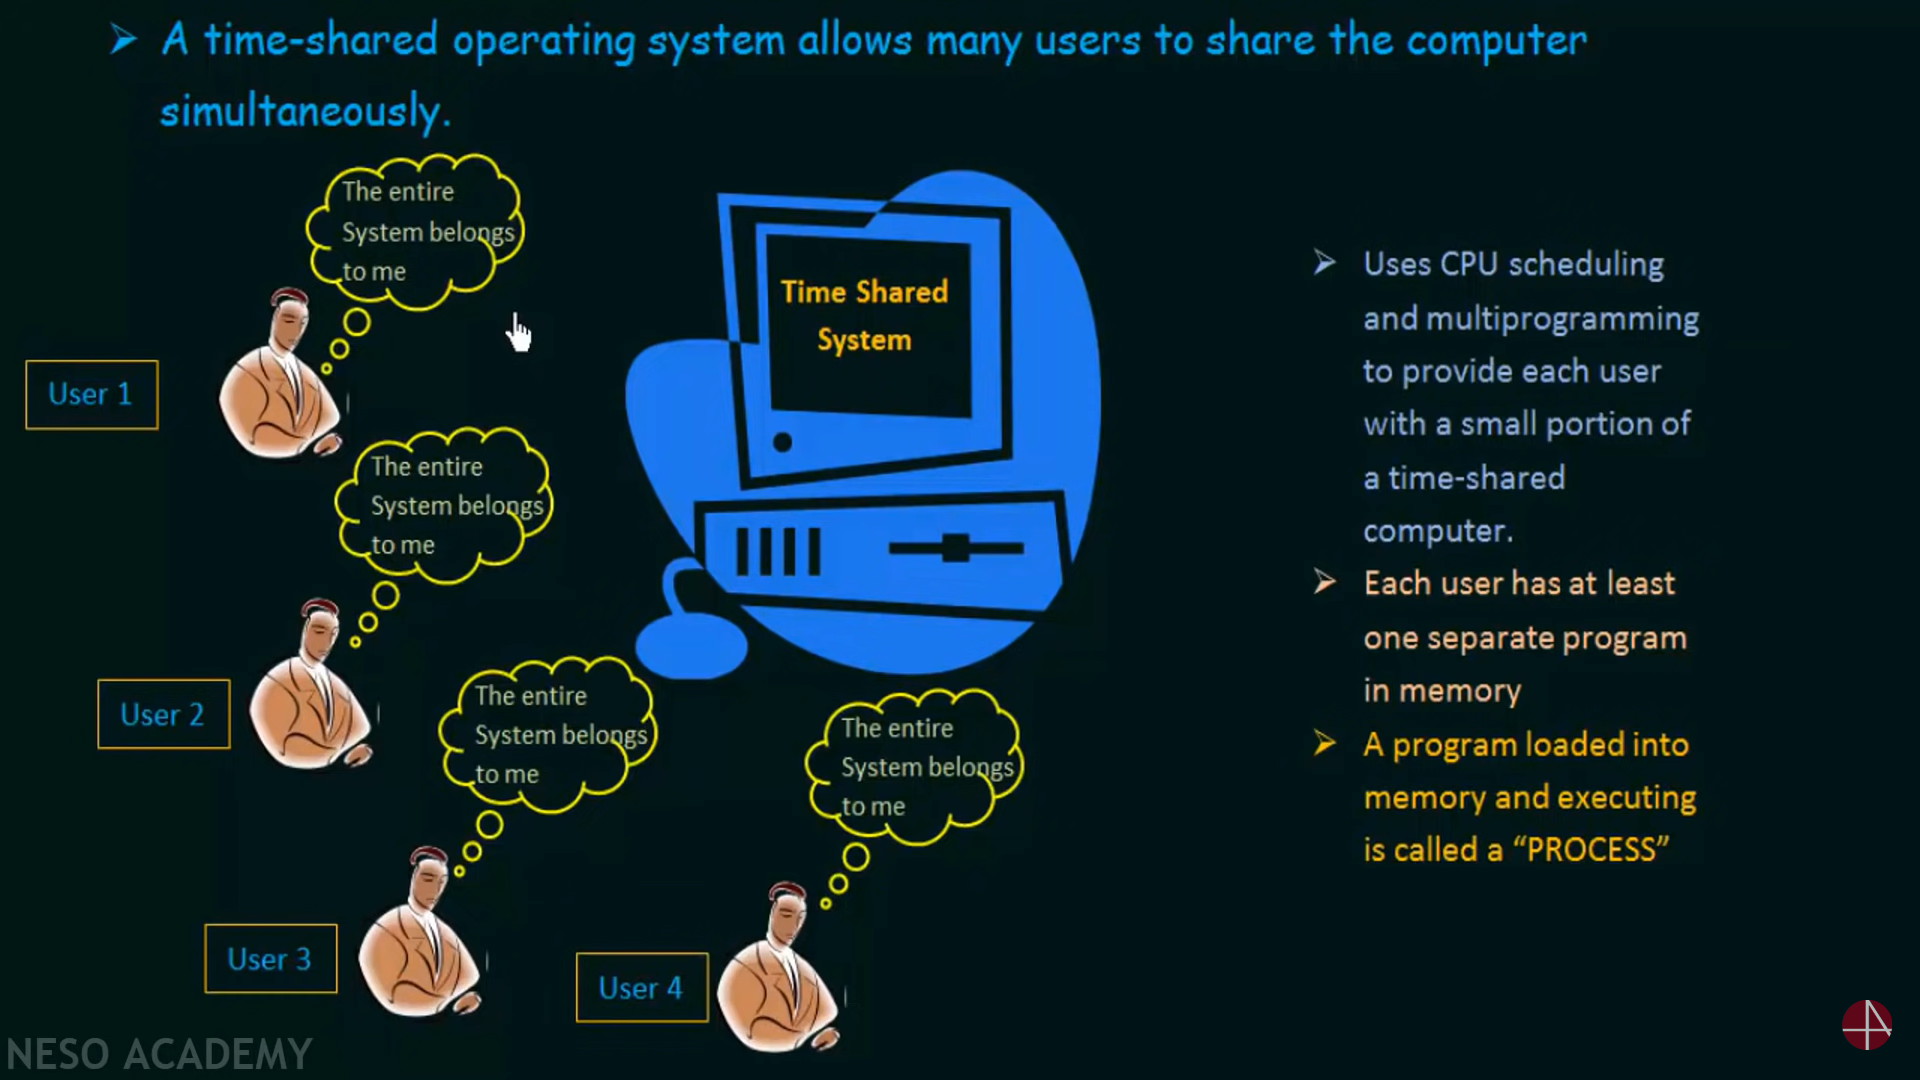 A time-shared operating system allows many users to share the computer
simultaneously.
The entire
System belongs
to me
User 1
The entire
System belongs
to me
User 2
The entire
System belongs
to me
User 3
The entire
System belongs
to me
User 4
Time Shared
System
Uses CPU scheduling
and multiprogramming
to provide each user
with a small portion of
a time-shared
computer.
Each user has at least
one separate program
in memory
A program loaded into
memory and executing
is called a “PROCESS”
NESO ACADEMY